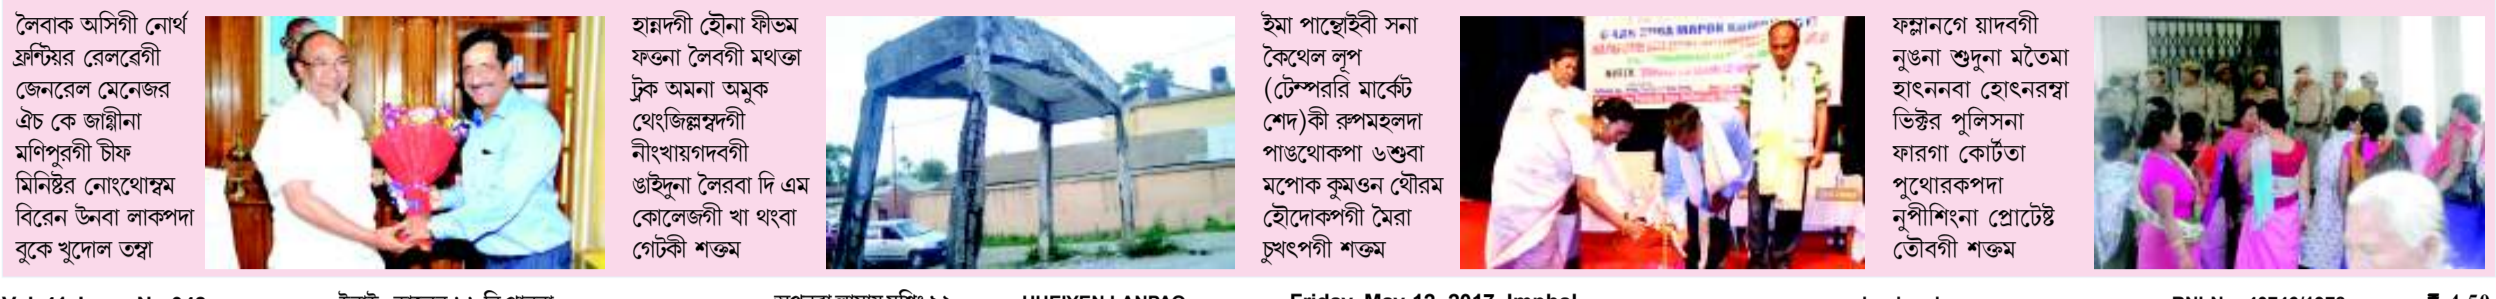 লৈবাক অসিগী নোর্থ
ফ্রন্টিয়র রেলৱেগী
জেনরেল মেনেজর
ঐচ কে জাগ্গীনা
মণিপুরগী চীফ
মিনিষ্টর নোংথোম্বম
বিরেন উনবা লাকপদা
বুকে খুদোল তম্বা
হান্নদগী হৌনা ফীভম
ফত্তনা লৈবগী মথক্তা
ট্রক অমনা অমুক
থেংজিল্লম্বদগী
নীংখায়গদবগী
ঙাইদুনা লৈরবা দি এম
কোলেজগী খা থংবা
গেটকী শক্তম
ইমা পান্থোইবী সনা
কৈথেল লূপ
(টেম্পররি মার্কেট
শেদ)কী রুপমহলদা
পাঙথোকপা ৬শুবা
মপোক কুমওন থৌরম
হৌদোকপগী মৈরা
চুখৎপগী শক্তম
ফম্লানগে য়াদবগী
নুঙনা শুদুনা মতৈমা
হাৎননবা হোৎনরম্বা
ভিক্টর পুলিসনা
ফারগা কোর্টতা
পুথোরকপদা
নুপীশিংনা প্রোটেষ্ট
তৌবগী শক্তম
HUEIYEN LANPAO Friday, May 12, 2017, Imphal